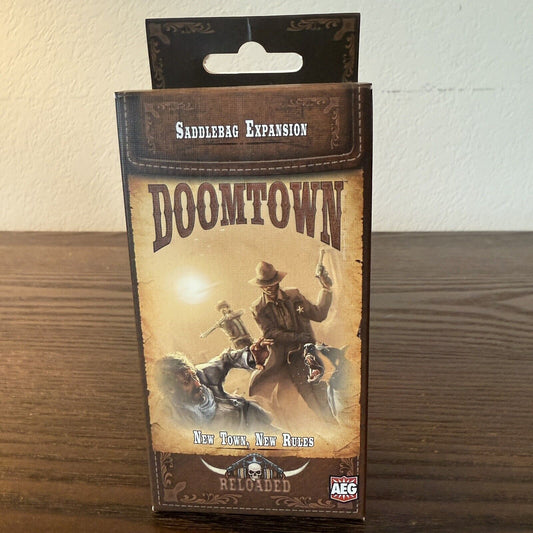 Saddlebag Expansion
DOOMTOWN
New Town, New Rules
RELOADED
AEG